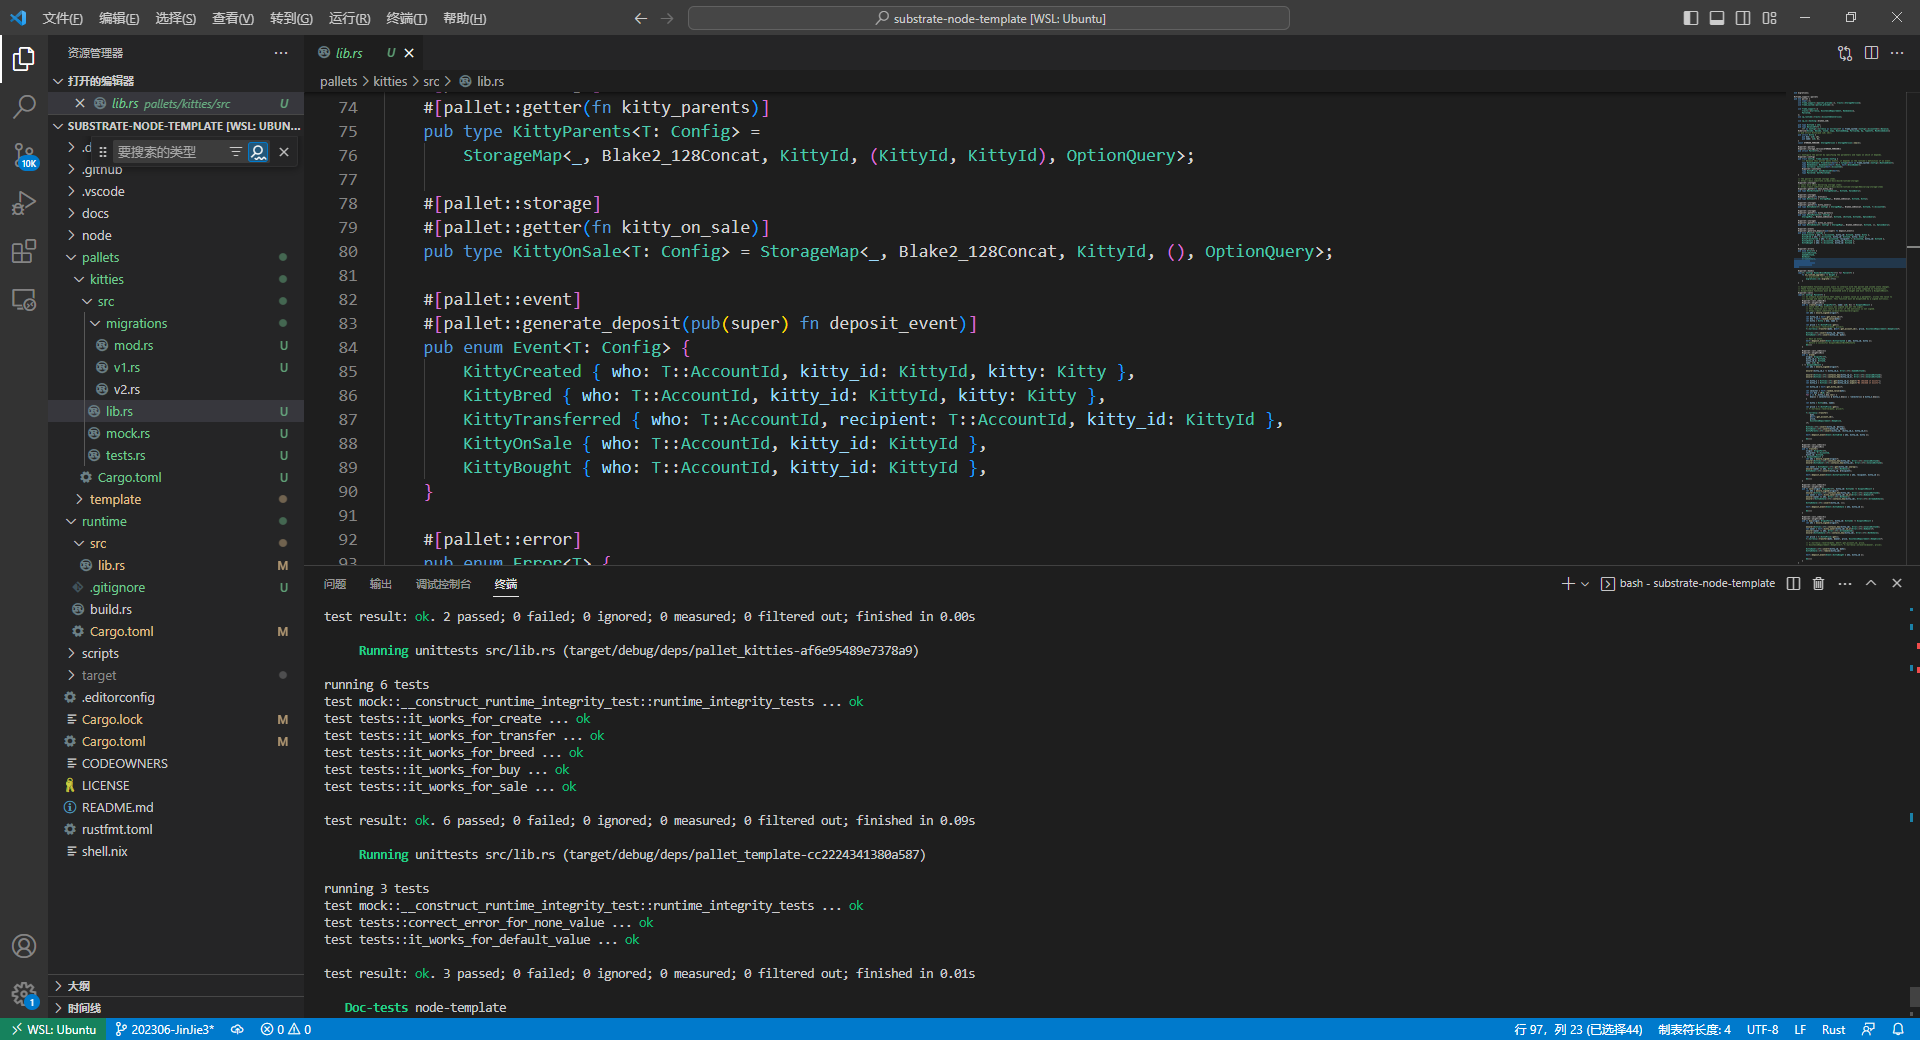 文件(F) 编辑(E) 选择(S) 查看(V) 转到(G) 运行(R) 终端(T) 帮助(H)
substrate-node-template [WSL: Ubuntu]
资源管理器
打开的编辑器
lib.rs pallets/kitties/src U
SUBSTRATE-NODE-TEMPLATE [WSL: UBUN...
要搜索的类型
.github
.vscode
docs
node
pallets
kitties
src
migrations
mod.rs U
v1.rs U
v2.rs
lib.rs U
mock.rs U
tests.rs U
Cargo.toml U
template
runtime
src
lib.rs M
.gitignore U
build.rs
Cargo.toml M
scripts
target
.editorconfig
Cargo.lock M
Cargo.toml M
CODEOWNERS
LICENSE
README.md
rustfmt.toml
shell.nix
大纲
时间线
10K
1
lib.rs U
pallets > kitties > src > lib.rs
74 #[pallet::getter(fn kitty_parents)]
75 pub type KittyParents<T: Config> =
76 StorageMap<_, Blake2_128Concat, KittyId, (KittyId, KittyId), OptionQuery>;
77
78 #[pallet::storage]
79 #[pallet::getter(fn kitty_on_sale)]
80 pub type KittyOnSale<T: Config> = StorageMap<_, Blake2_128Concat, KittyId, (), OptionQuery>;
81
82 #[pallet::event]
83 #[pallet::generate_deposit(pub(super) fn deposit_event)]
84 pub enum Event<T: Config> {
85 KittyCreated { who: T::AccountId, kitty_id: KittyId, kitty: Kitty },
86 KittyBred { who: T::AccountId, kitty_id: KittyId, kitty: Kitty },
87 KittyTransferred { who: T::AccountId, recipient: T::AccountId, kitty_id: KittyId },
88 KittyOnSale { who: T::AccountId, kitty_id: KittyId },
89 KittyBought { who: T::AccountId, kitty_id: KittyId },
90 }
91
92 #[pallet::error]
93 pub enum Error<T> {
问题 输出 调试控制台 终端
bash - substrate-node-template
test result: ok. 2 passed; 0 failed; 0 ignored; 0 measured; 0 filtered out; finished in 0.00s
Running unittests src/lib.rs (target/debug/deps/pallet_kitties-af6e95489e7378a9)
running 6 tests
test mock::__construct_runtime_integrity_test::runtime_integrity_tests ... ok
test tests::it_works_for_create ... ok
test tests::it_works_for_transfer ... ok
test tests::it_works_for_breed ... ok
test tests::it_works_for_buy ... ok
test tests::it_works_for_sale ... ok
test result: ok. 6 passed; 0 failed; 0 ignored; 0 measured; 0 filtered out; finished in 0.09s
Running unittests src/lib.rs (target/debug/deps/pallet_template-cc2224341380a587)
running 3 tests
test mock::__construct_runtime_integrity_test::runtime_integrity_tests ... ok
test tests::correct_error_for_none_value ... ok
test tests::it_works_for_default_value ... ok
test result: ok. 3 passed; 0 failed; 0 ignored; 0 measured; 0 filtered out; finished in 0.01s
Doc-tests node-template
WSL: Ubuntu 202306-JinJie3* 0 0 行 97，列 23 (已选择44) 制表符长度: 4 UTF-8 LF Rust